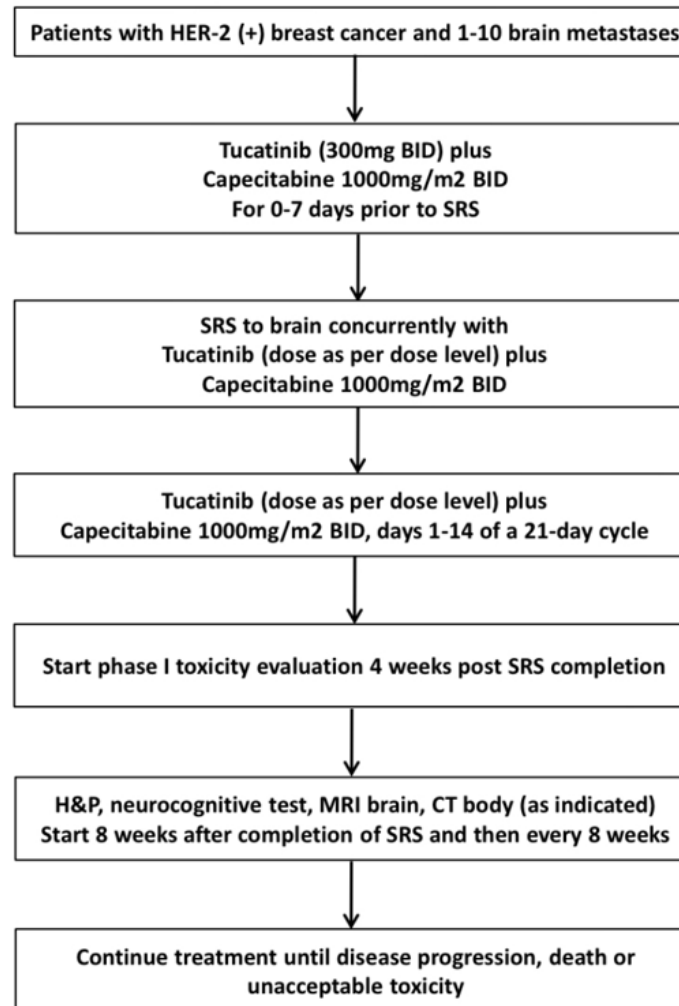 Patients with HER-2 (+) breast cancer and 1-10 brain metastases
Tucatinib (300mg BID) plus
Capecitabine 1000mg/m2 BID
For 0-7 days prior to SRS
SRS to brain concurrently with
Tucatinib (dose as per dose level) plus
Capecitabine 1000mg/m2 BID
Tucatinib (dose as per dose level) plus
Capecitabine 1000mg/m2 BID, days 1-14 of a 21-day cycle
Start phase I toxicity evaluation 4 weeks post SRS completion
H&P, neurocognitive test, MRI brain, CT body (as indicated)
Start 8 weeks after completion of SRS and then every 8 weeks
Continue treatment until disease progression, death or
unacceptable toxicity